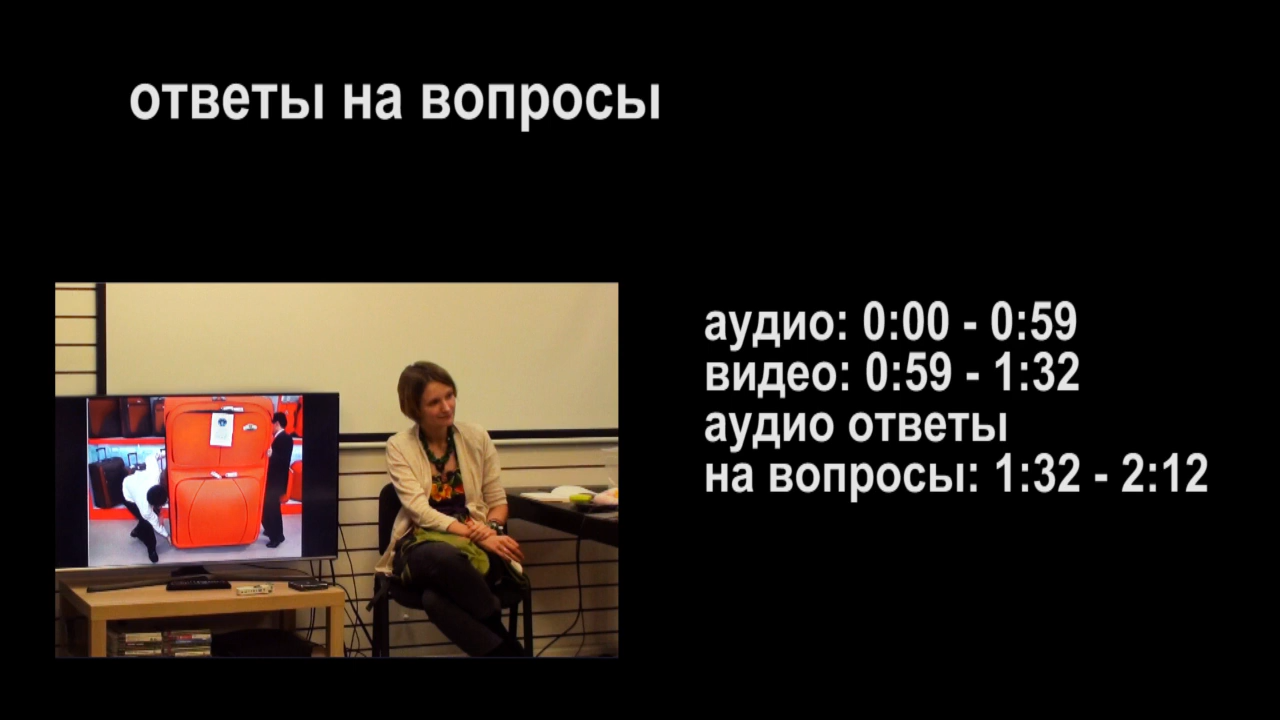 ответы на вопросы
аудио: 0:00 - 0:59
видео: 0:59 - 1:32
аудио ответы
на вопросы: 1:32 - 2:12